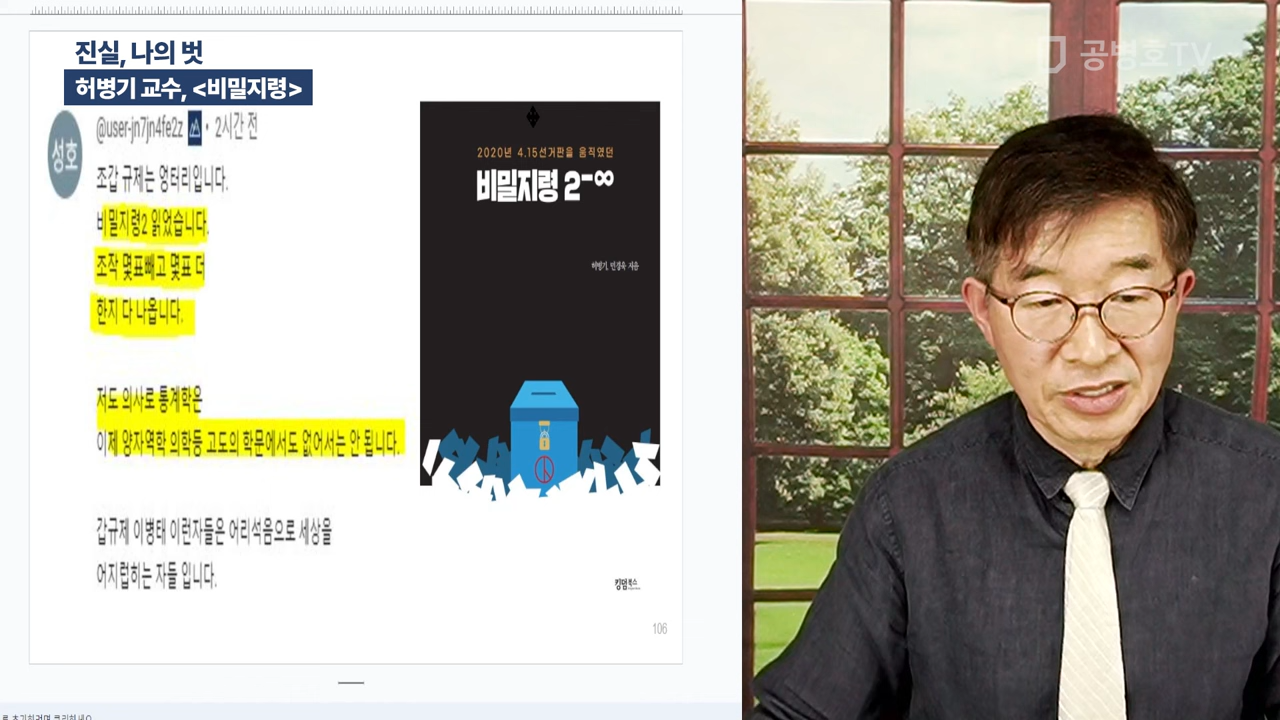 진실, 나의 벗
허병기 교수, <비밀지령>
성호
@user-jn7jn4fe2z · 2시간 전
조갑 규제는 엉터리입니다.
비밀지령2 읽었습니다.
조작 몇표빼고 몇표 더
한지 다 나옵니다.
저도 의사로 통계학은
이제 양자역학 의학등 고도의 학문에서도 없어서는 안 됩니다.
갑규제 이병태 이런자들은 어리석음으로 세상을
어지럽히는 자들 입니다.
2020년 4.15선거판을 움직였던
비밀지령 2-∞
허병기, 민경욱 지음
킹덤북스
106
공병호TV